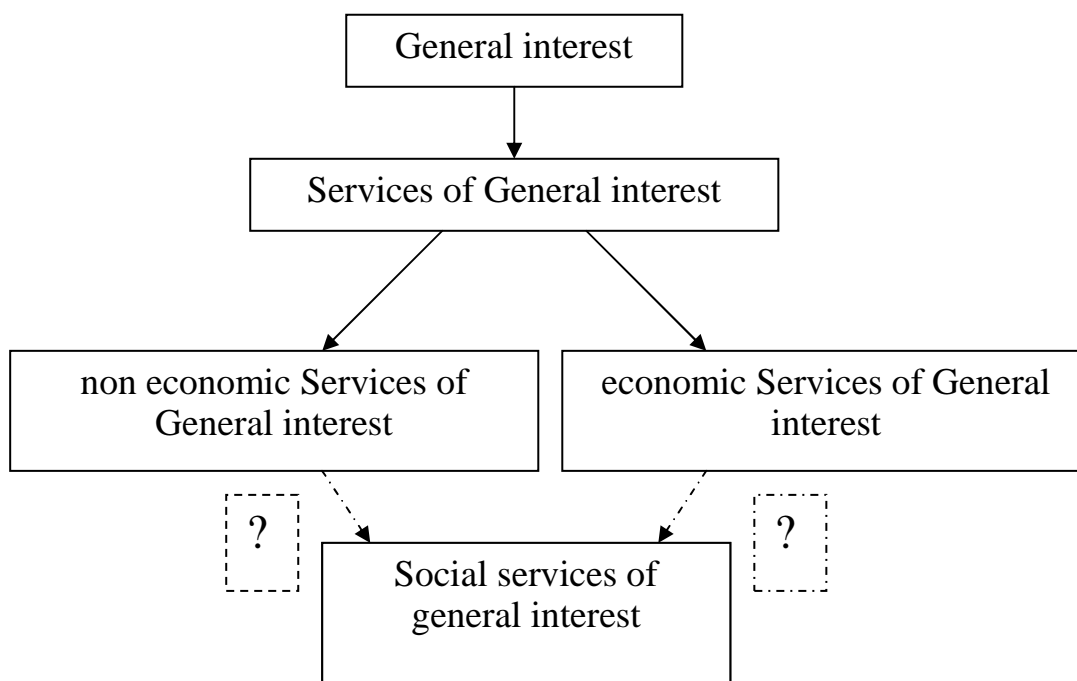 General interest
Services of General interest
non economic Services of
General interest
economic Services of General
interest
?
?
Social services of
general interest